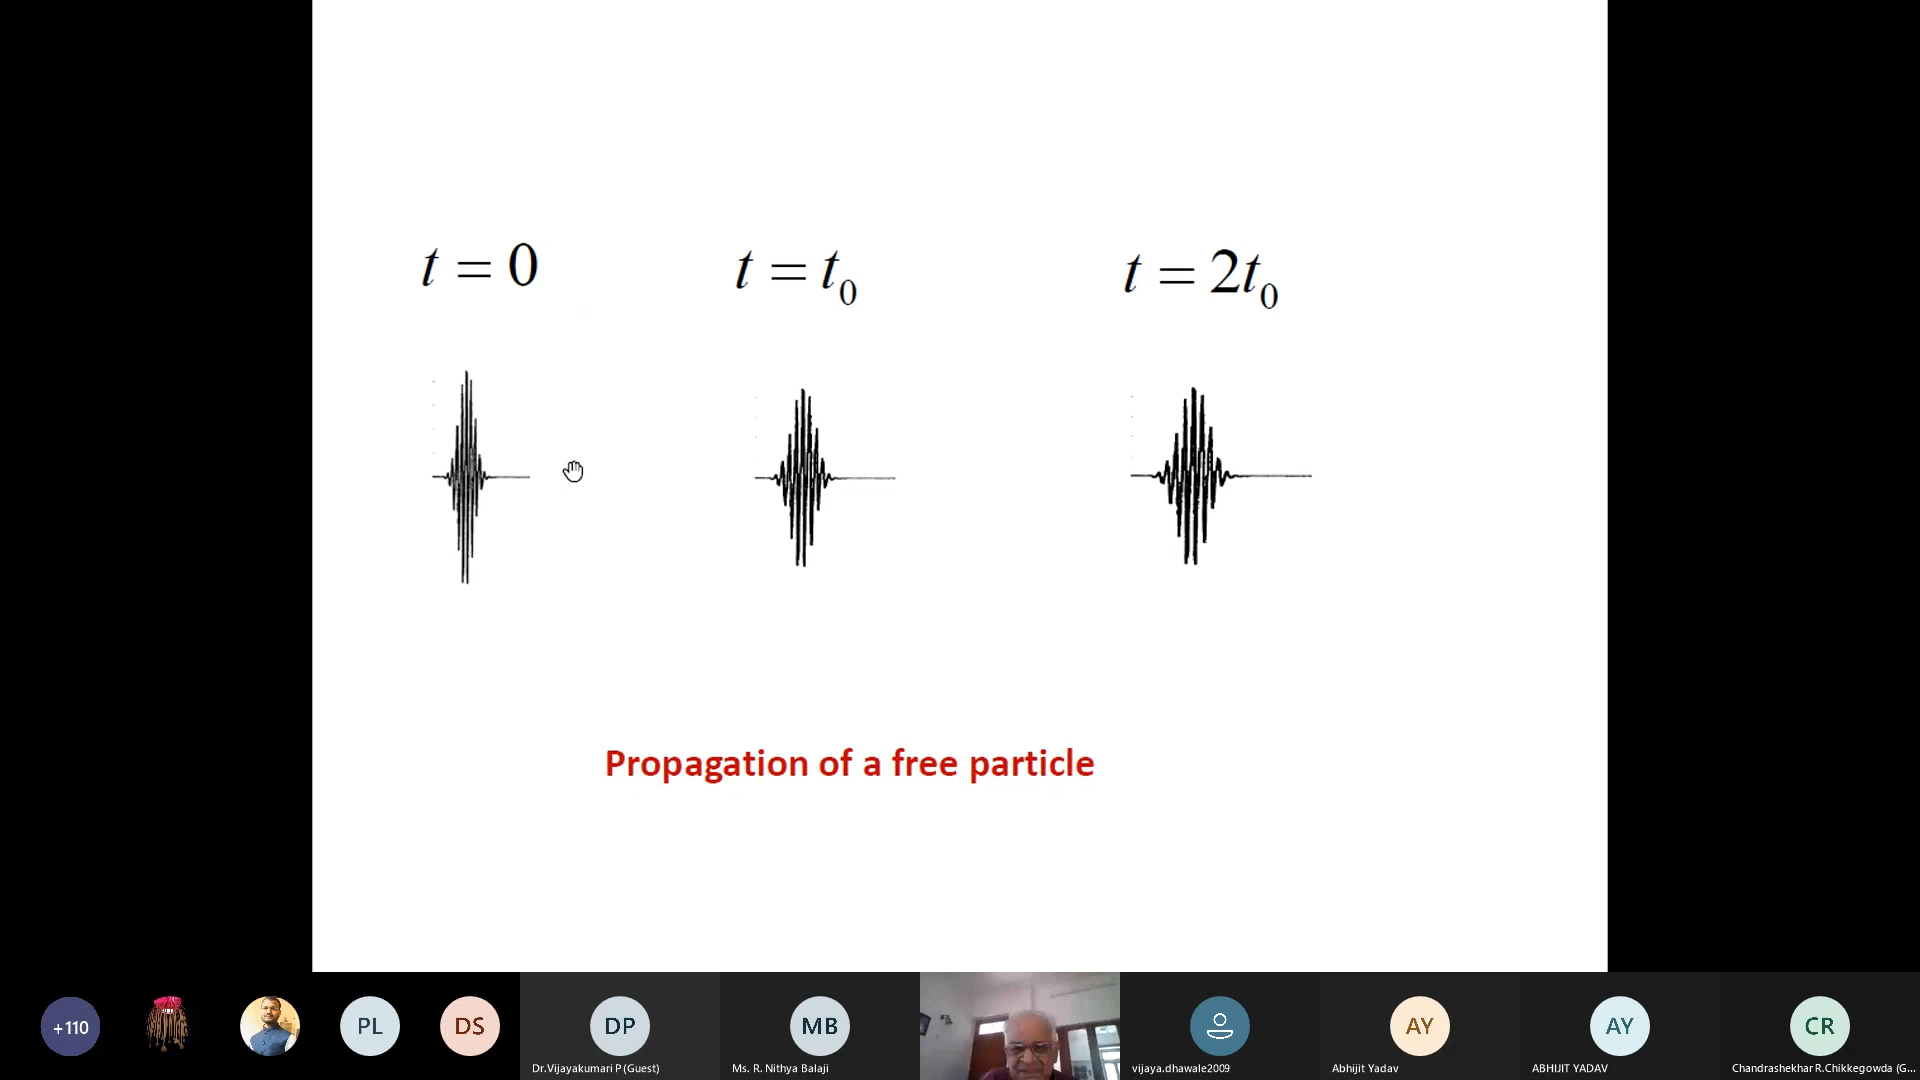 t = 0
t = t₀
t = 2t₀
Propagation of a free particle
+110
PL
DS
DP
MB
AY
AY
CR
Dr.Vijayakumari P (Guest)
Ms. R. Nithya Balaji
vijaya.dhawale2009
Abhijit Yadav
ABHIJIT YADAV
Chandrashekhar R.Chikkegowda (G...